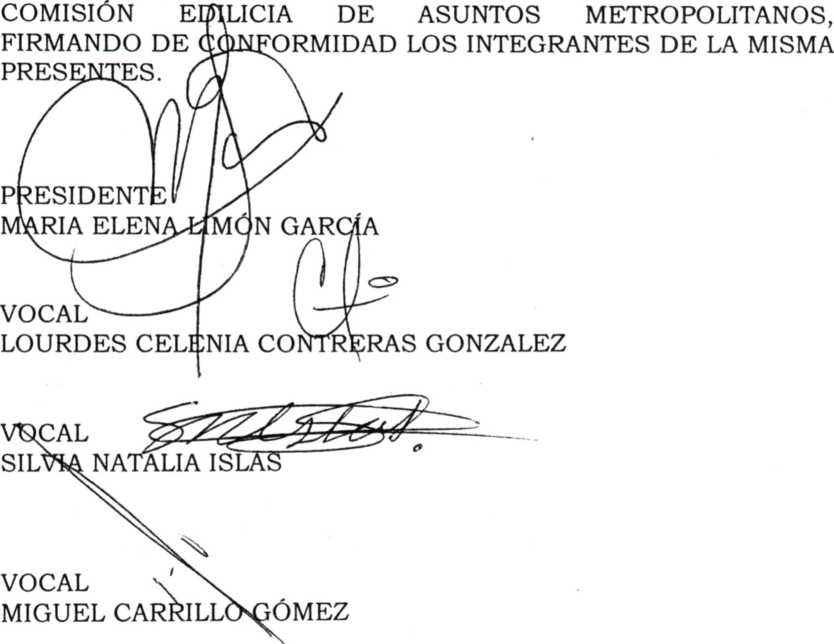 COMISIÓN EDILICIA DE ASUNTOS METROPOLITANOS,
FIRMANDO DE CONFORMIDAD LOS INTEGRANTES DE LA MISMA
PRESENTES.
PRESIDENTE
MARIA ELENA LIMÓN GARCÍA
VOCAL
LOURDES CELENIA CONTRERAS GONZALEZ
VOCAL
SILVIA NATALIA ISLAS
VOCAL
MIGUEL CARRILLO GÓMEZ